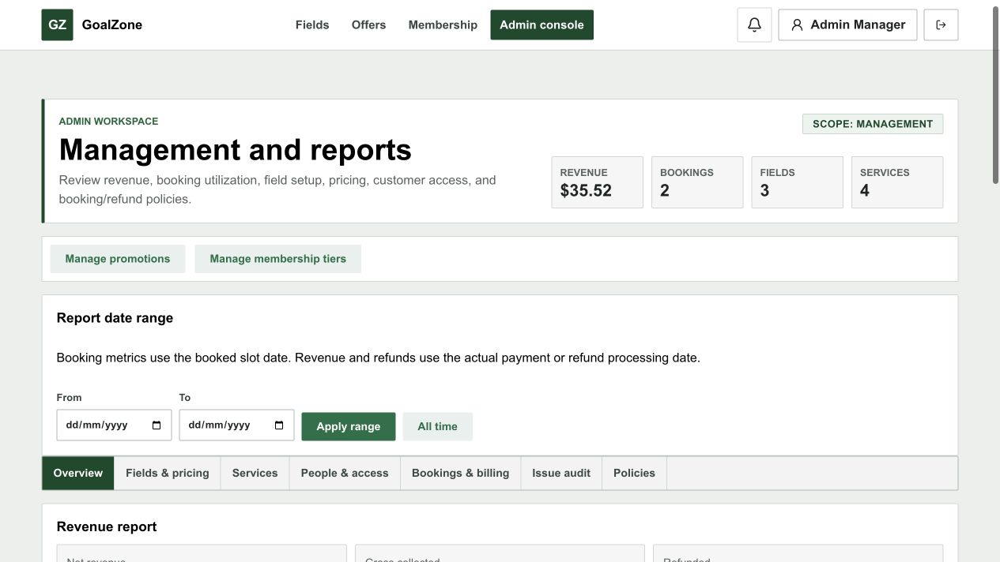 GZ GoalZone Fields Offers Membership Admin console Admin Manager
ADMIN WORKSPACE
SCOPE: MANAGEMENT
Management and reports
Review revenue, booking utilization, field setup, pricing, customer access, and
booking/refund policies.
REVENUE
$35.52
BOOKINGS
2
FIELDS
3
SERVICES
4
Manage promotions Manage membership tiers
Report date range
Booking metrics use the booked slot date. Revenue and refunds use the actual payment or refund processing date.
From To
dd/mm/yyyy dd/mm/yyyy Apply range All time
Overview Fields & pricing Services People & access Bookings & billing Issue audit Policies
Revenue report
Net revenue Gross collected Refunded